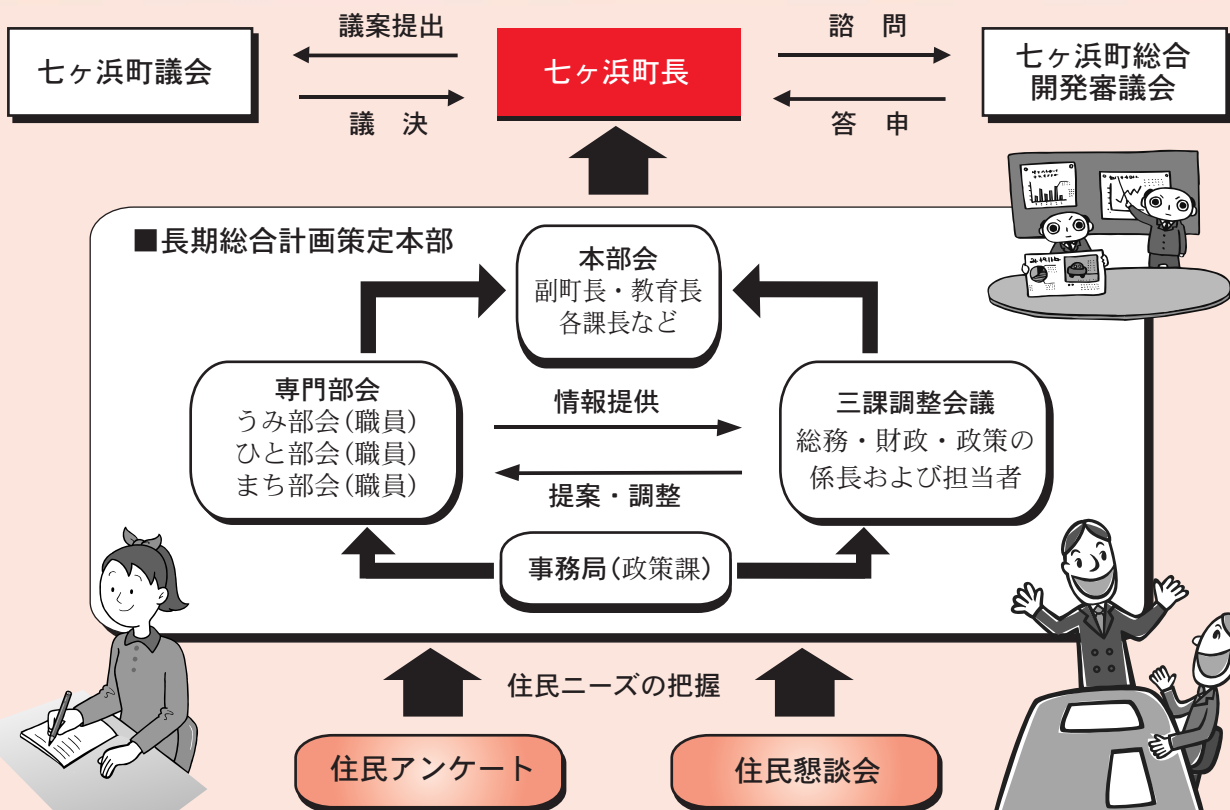 議案提出
七ヶ浜町長
諮 問
七ヶ浜町議会
七ヶ浜町総合
開発審議会
議 決
答 申
■長期総合計画策定本部
本部会
副町長・教育長
各課長など
専門部会
うみ部会(職員)
ひと部会(職員)
まち部会(職員)
情報提供
提案・調整
三課調整会議
総務・財政・政策の
係長および担当者
事務局(政策課)
住民ニーズの把握
住民アンケート
住民懇談会